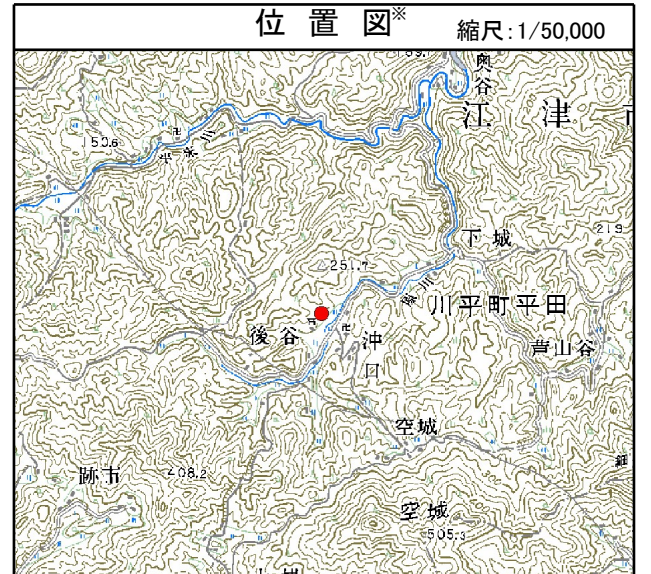 位置図※
縮尺:1/50,000
奥谷
江津市
150.6
下城
219
251.7
川平町平田
後谷
沖
芦山谷
空城
跡市
408.2
空城
505.3